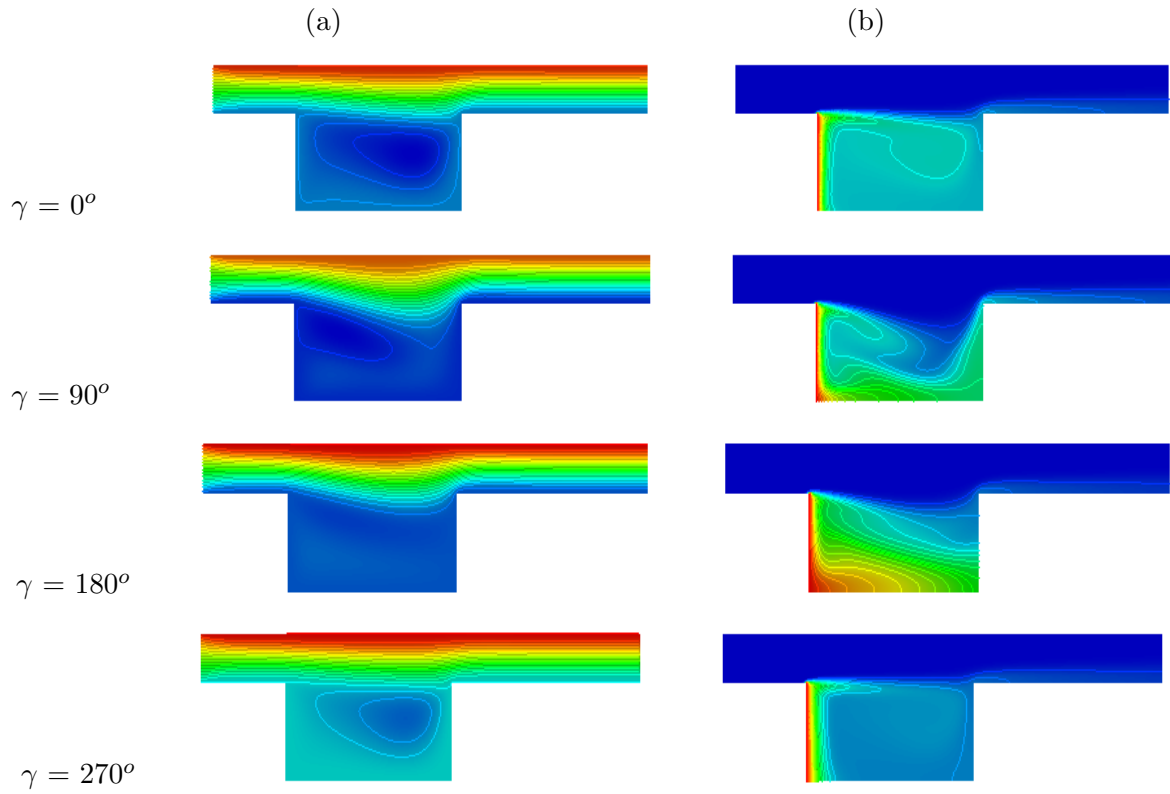 (a) (b)
γ = 0°
γ = 90°
γ = 180°
γ = 270°